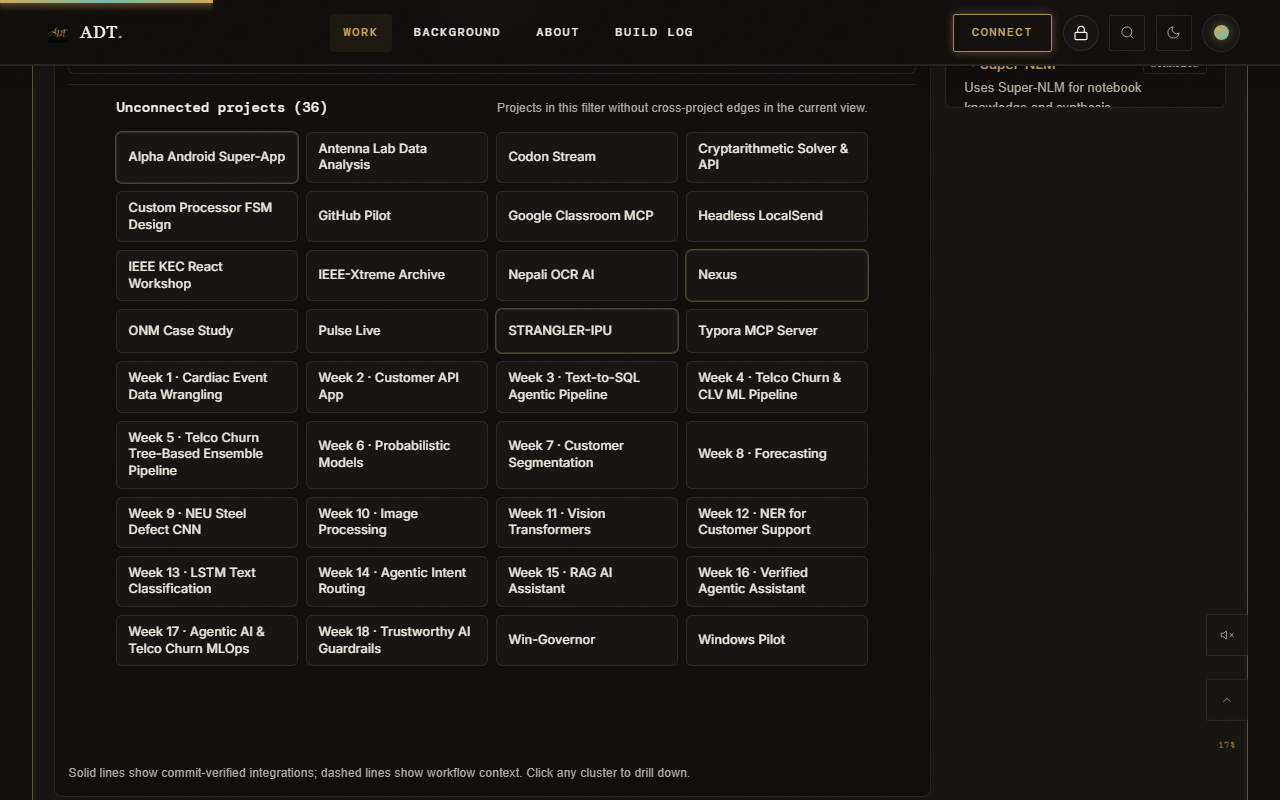 ADT.
WORK
BACKGROUND
ABOUT
BUILD LOG
CONNECT
Super-NLM
Uses Super-NLM for notebook
knowledge and synthesis
Unconnected projects (36)
Projects in this filter without cross-project edges in the current view.
Alpha Android Super-App
Antenna Lab Data
Analysis
Codon Stream
Cryptarithmetic Solver &
API
Custom Processor FSM
Design
GitHub Pilot
Google Classroom MCP
Headless LocalSend
IEEE KEC React
Workshop
IEEE-Xtreme Archive
Nepali OCR AI
Nexus
ONM Case Study
Pulse Live
STRANGLER-IPU
Typora MCP Server
Week 1 · Cardiac Event
Data Wrangling
Week 2 · Customer API
App
Week 3 · Text-to-SQL
Agentic Pipeline
Week 4 · Telco Churn &
CLV ML Pipeline
Week 5 · Telco Churn
Tree-Based Ensemble
Pipeline
Week 6 · Probabilistic
Models
Week 7 · Customer
Segmentation
Week 8 · Forecasting
Week 9 · NEU Steel
Defect CNN
Week 10 · Image
Processing
Week 11 · Vision
Transformers
Week 12 · NER for
Customer Support
Week 13 · LSTM Text
Classification
Week 14 · Agentic Intent
Routing
Week 15 · RAG AI
Assistant
Week 16 · Verified
Agentic Assistant
Week 17 · Agentic AI &
Telco Churn MLOps
Week 18 · Trustworthy AI
Guardrails
Win-Governor
Windows Pilot
17%
Solid lines show commit-verified integrations; dashed lines show workflow context. Click any cluster to drill down.